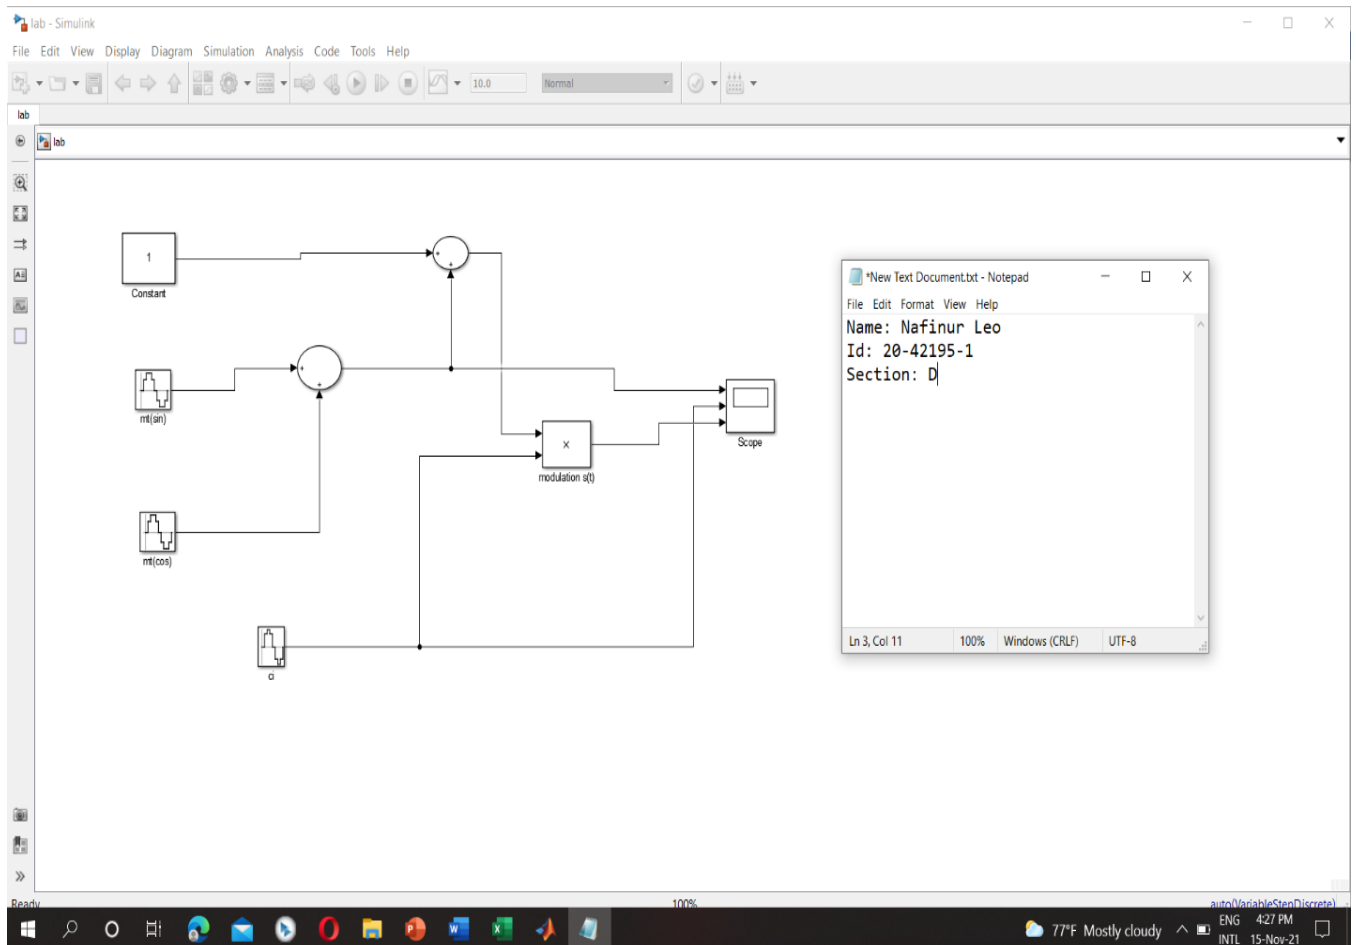 lab - Simulink
File Edit View Display Diagram Simulation Analysis Code Tools Help
10.0 Normal
lab
lab
1
Constant
mt(sin)
mt(cos)
ci
X
modulation s(t)
Scope
*New Text Document.txt - Notepad
File Edit Format View Help
Name: Nafinur Leo
Id: 20-42195-1
Section: D
Ln 3, Col 11 100% Windows (CRLF) UTF-8
Ready 100% auto(VariableStepDiscrete)
77°F Mostly cloudy
ENG 4:27 PM
INTL 15-Nov-21